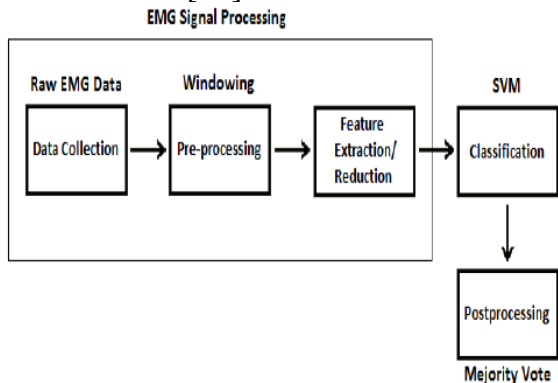 EMG Signal Processing
Raw EMG Data
Windowing
SVM
Data Collection
Pre-processing
Feature
Extraction/
Reduction
Classification
Postprocessing
Mejority Vote